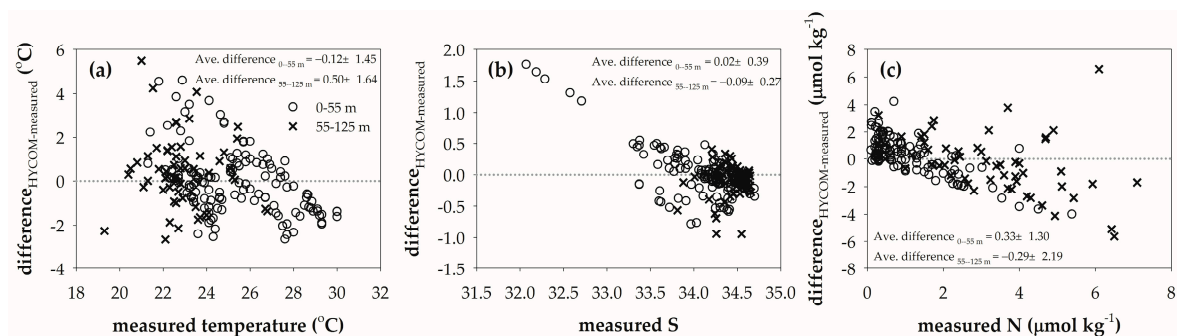 difference HYCOM-measured (°C)
6
4
2
0
-2
-4
(a)
Ave. difference 0–55 m = −0.12± 1.45
Ave. difference 55–125 m = 0.50± 1.64
0-55 m
55-125 m
18 20 22 24 26 28 30 32
measured temperature (°C)
difference HYCOM-measured
2.0
1.5
1.0
0.5
0.0
-0.5
-1.0
-1.5
(b)
Ave. difference 0–55 m = 0.02± 0.39
Ave. difference 55–125 m = −0.09± 0.27
31.5 32.0 32.5 33.0 33.5 34.0 34.5 35.0
measured S
difference HYCOM-measured (μmol kg⁻¹)
8
6
4
2
0
-2
-4
-6
-8
(c)
Ave. difference 0–55 m = 0.33± 1.30
Ave. difference 55–125 m = −0.29± 2.19
0 2 4 6 8
measured N (μmol kg⁻¹)